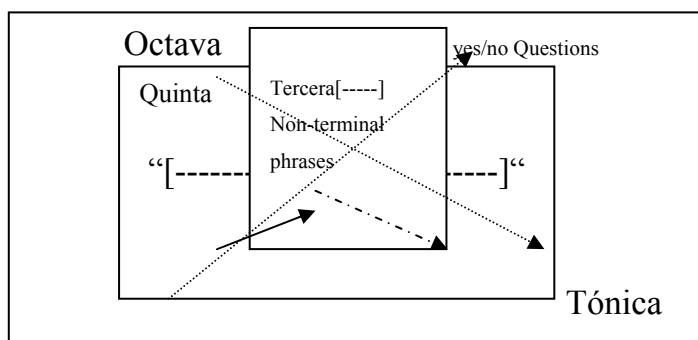 Octava
yes/no Questions
Quinta
Tercera[-----]
Non-terminal
phrases
“[--------- -----]“
Tónica